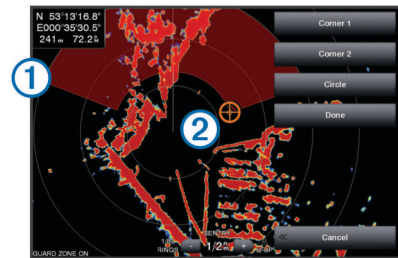 N 53°13'16.8"
E000°35'30.5"
241m 72.2°M
Corner 1
Corner 2
Circle
Done
1
2
SENTRY
RINGS
- 1/2 +
Cancel
GUARD ZONE ON